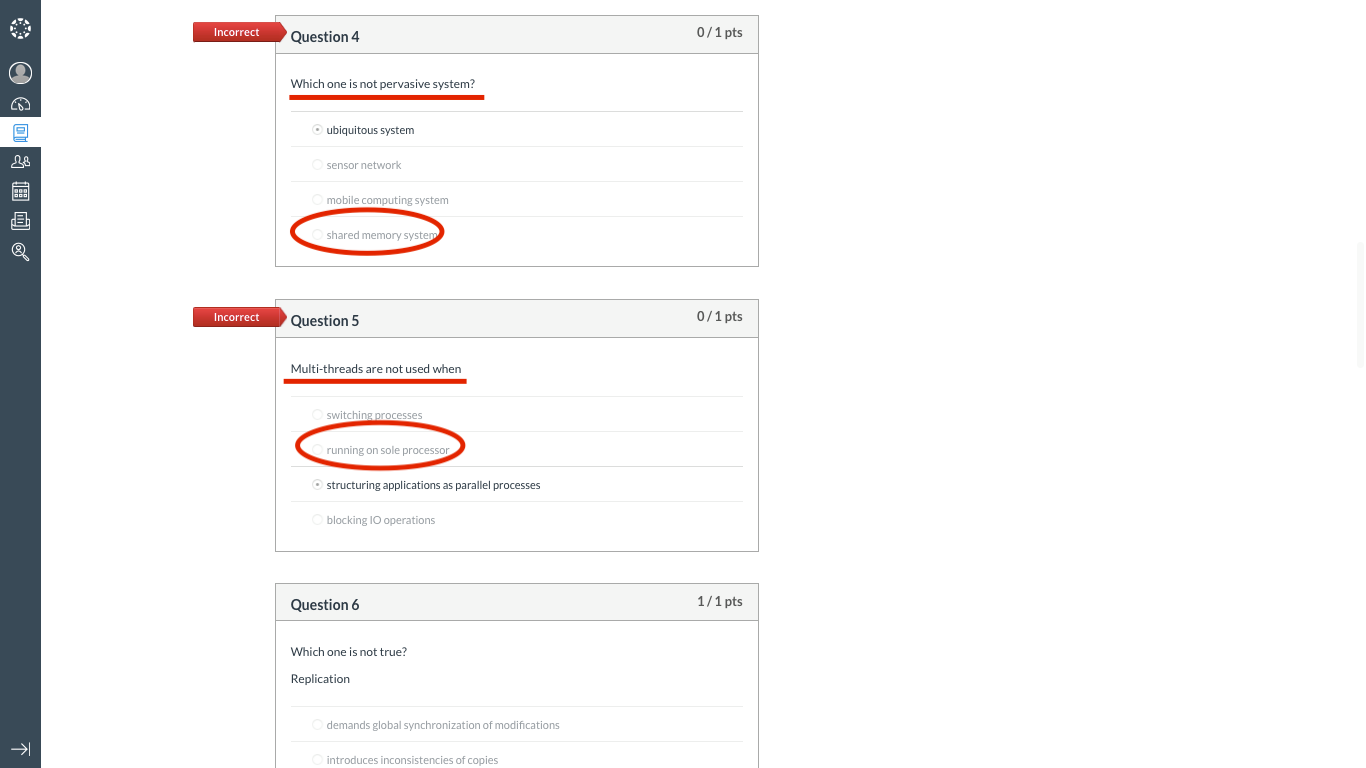 Incorrect
Question 4
0 / 1 pts
Which one is not pervasive system?
ubiquitous system
sensor network
mobile computing system
shared memory system
Incorrect
Question 5
0 / 1 pts
Multi-threads are not used when
switching processes
running on sole processor
structuring applications as parallel processes
blocking IO operations
Question 6
1 / 1 pts
Which one is not true?
Replication
demands global synchronization of modifications
introduces inconsistencies of copies